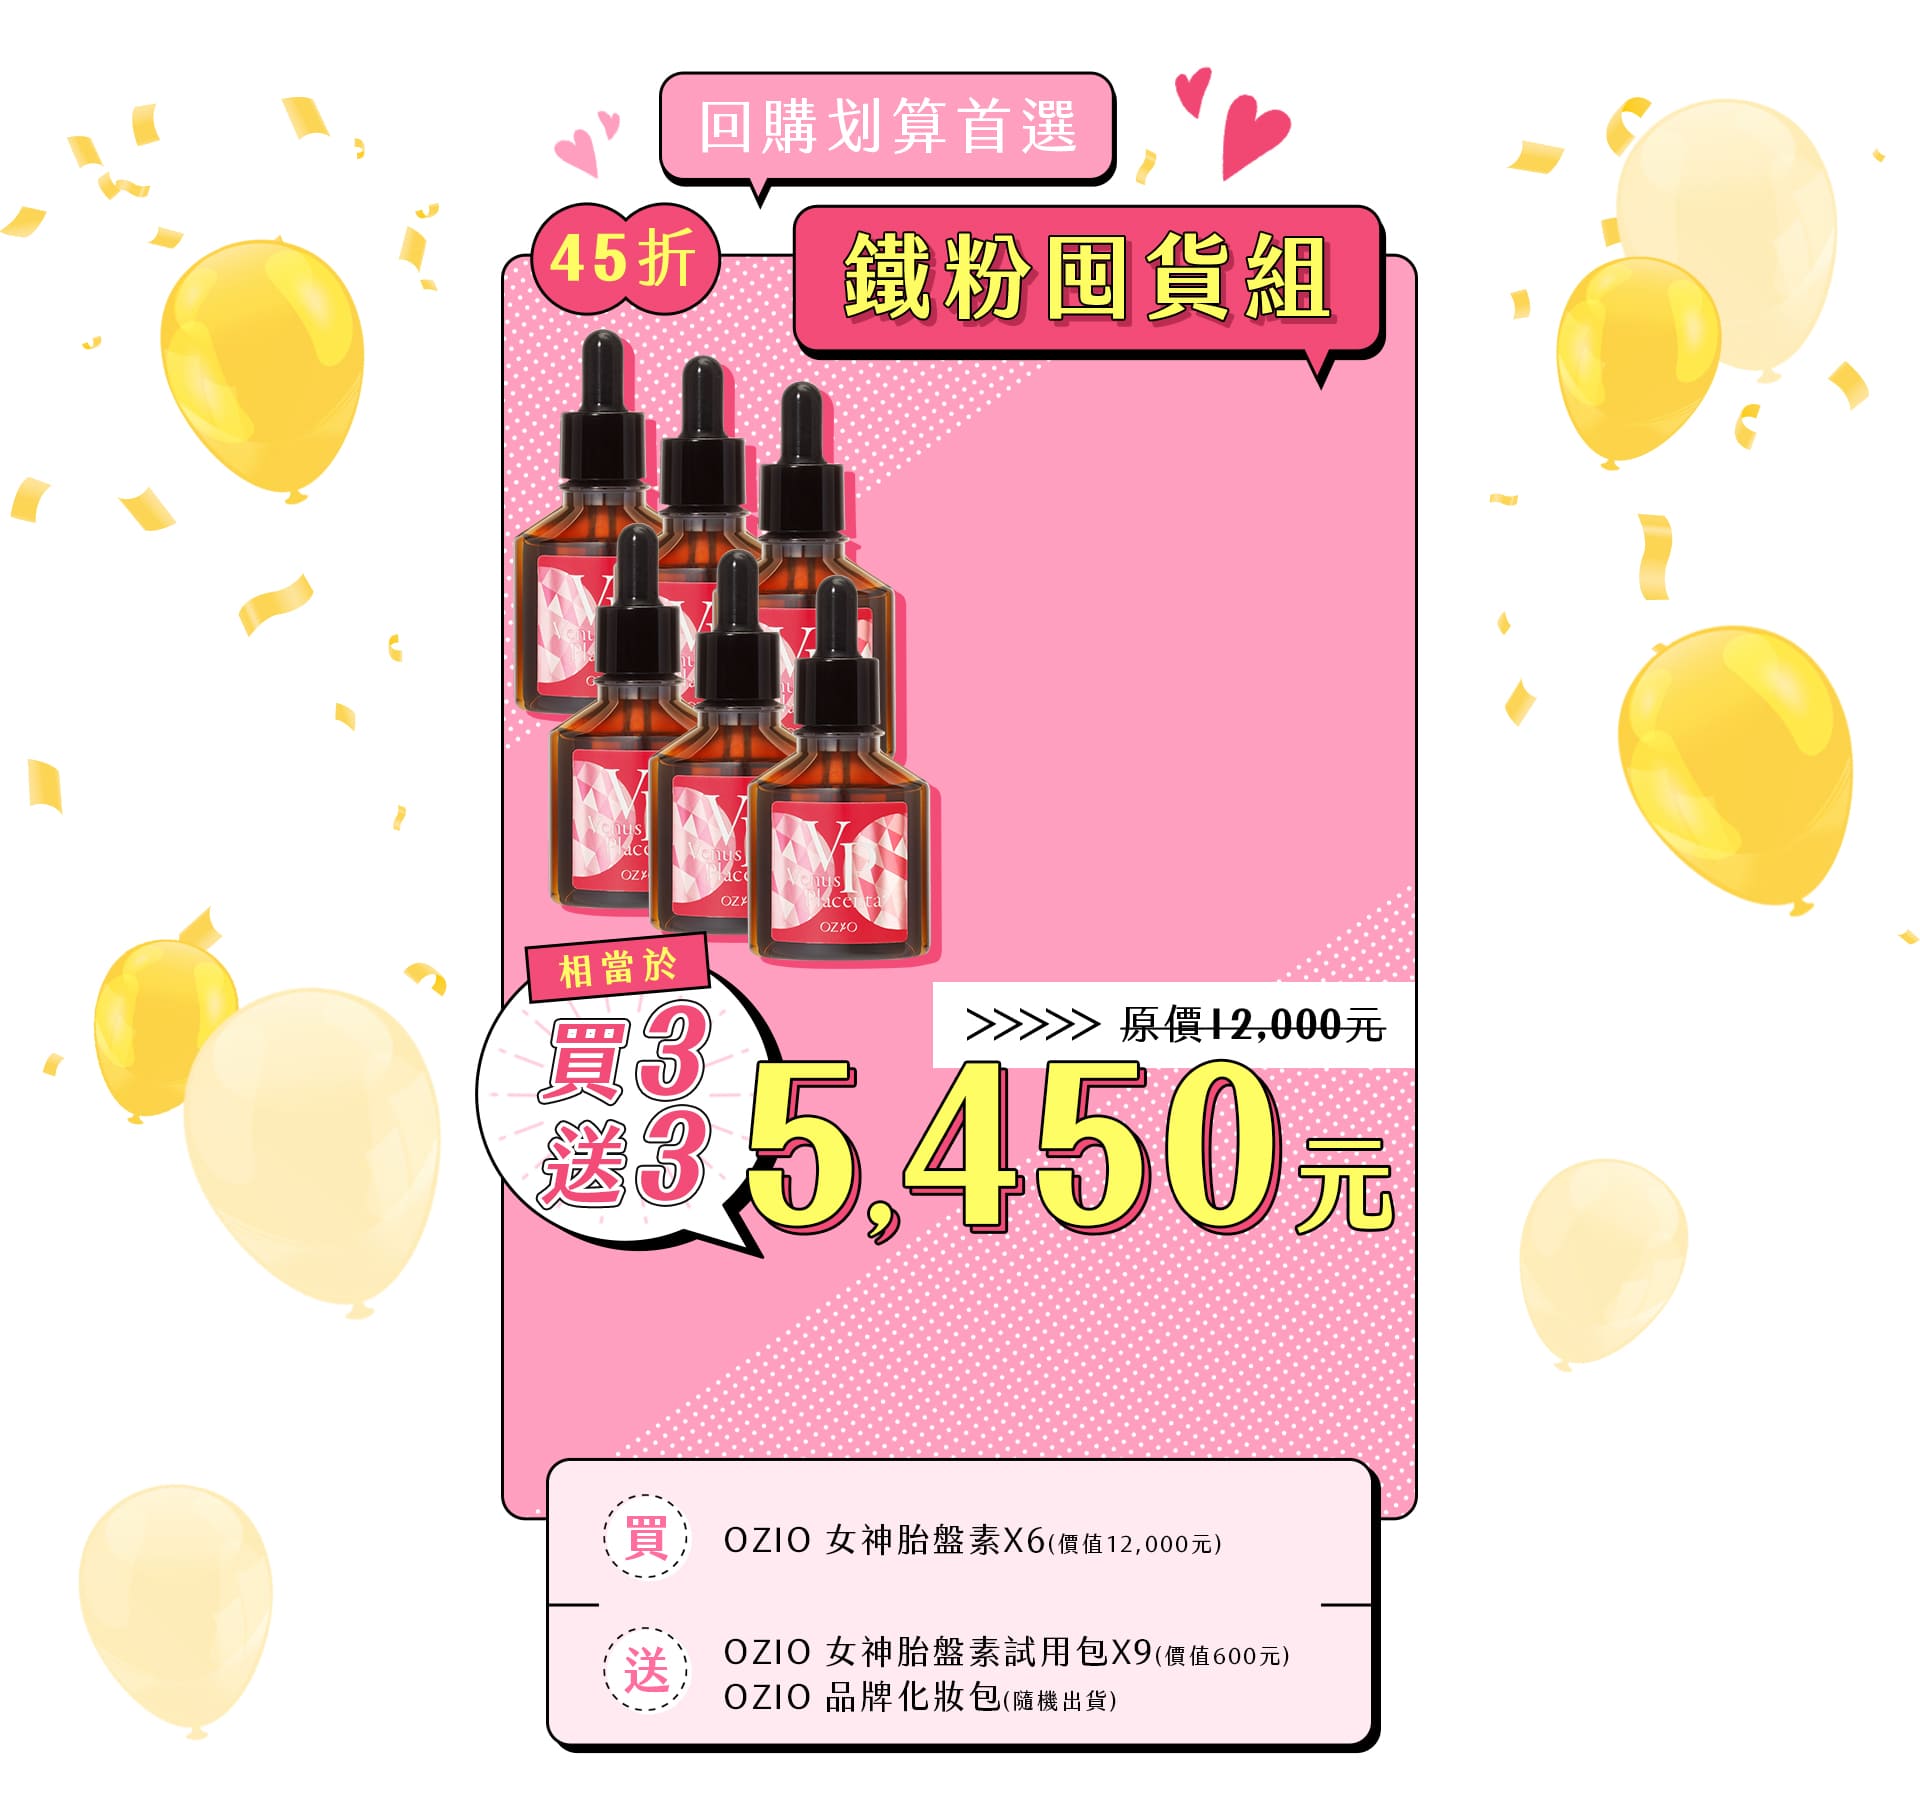 回購划算首選
45折
鐵粉囤貨組
VP
Venus
Placenta
OZIO
相當於
買3
送3
>>>>> 原價12,000元
5,450元
買
OZIO 女神胎盤素X6(價值12,000元)
送
OZIO 女神胎盤素試用包X9(價值600元)
OZIO 品牌化妝包(隨機出貨)